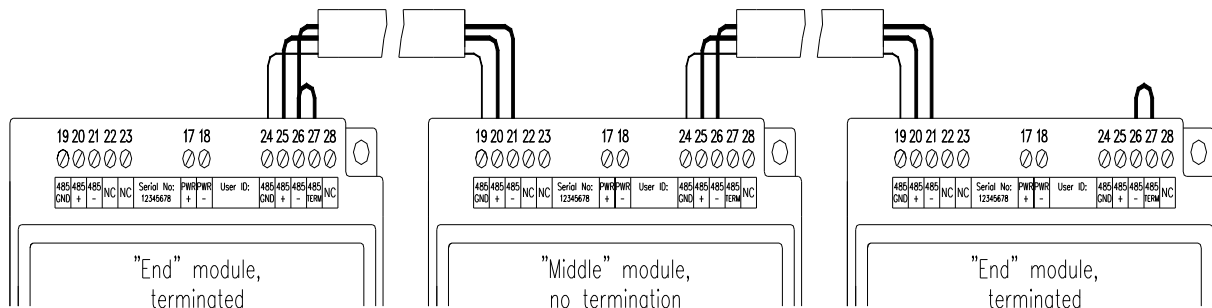 19 20 21 22 23 17 18 24 25 26 27 28
485 GND 485 + 485 - NC NC Serial No: 12345678 PWR + PWR - User ID: 485 GND 485 + 485 - 485 TERM NC
"End" module,
terminated
19 20 21 22 23 17 18 24 25 26 27 28
485 GND 485 + 485 - NC NC Serial No: 12345678 PWR + PWR - User ID: 485 GND 485 + 485 - 485 TERM NC
"Middle" module,
no termination
19 20 21 22 23 17 18 24 25 26 27 28
485 GND 485 + 485 - NC NC Serial No: 12345678 PWR + PWR - User ID: 485 GND 485 + 485 - 485 TERM NC
"End" module,
terminated